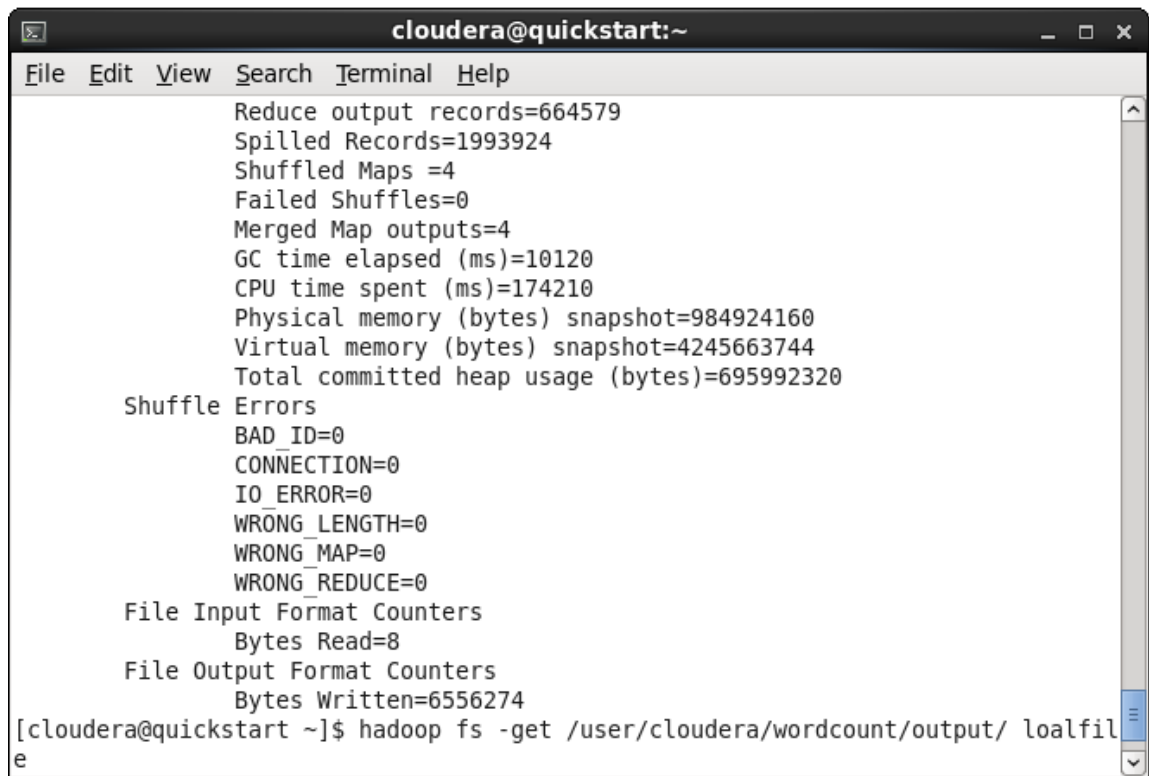 cloudera@quickstart:~
File Edit View Search Terminal Help
Reduce output records=664579
Spilled Records=1993924
Shuffled Maps =4
Failed Shuffles=0
Merged Map outputs=4
GC time elapsed (ms)=10120
CPU time spent (ms)=174210
Physical memory (bytes) snapshot=984924160
Virtual memory (bytes) snapshot=4245663744
Total committed heap usage (bytes)=695992320
Shuffle Errors
BAD_ID=0
CONNECTION=0
IO_ERROR=0
WRONG_LENGTH=0
WRONG_MAP=0
WRONG_REDUCE=0
File Input Format Counters
Bytes Read=8
File Output Format Counters
Bytes Written=6556274
[cloudera@quickstart ~]$ hadoop fs -get /user/cloudera/wordcount/output/ loalfil
e